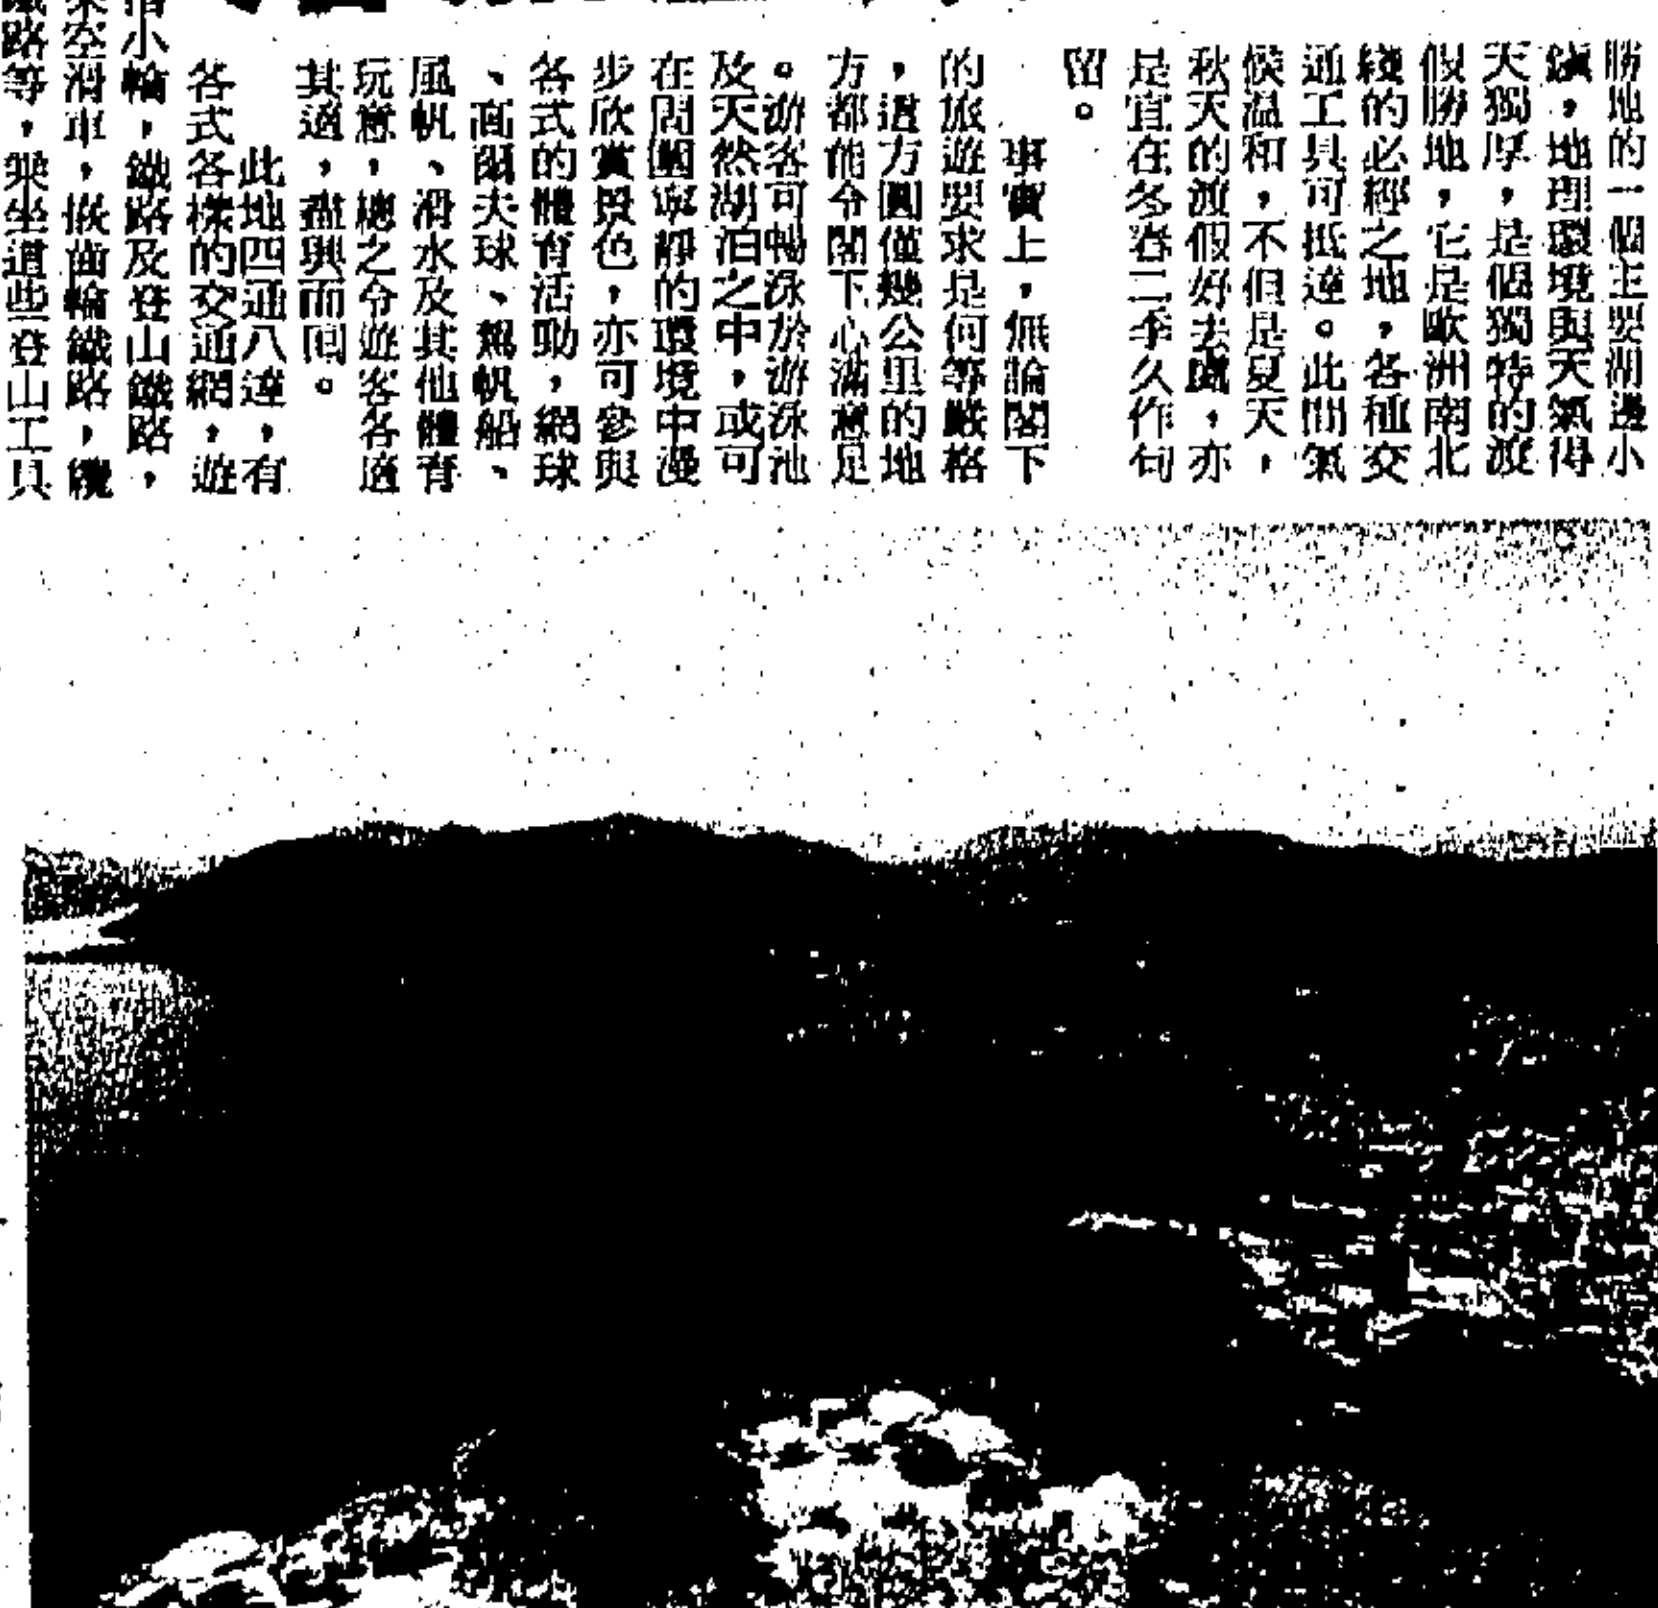 勝地的一個主要湖邊小
鎮，地理環境與天氣得
天獨厚，是個獨特的渡
假勝地，它是歐洲南北
綫的必經之地，各種交
通工具可抵達。此間氣
候温和，不但是夏天，
秋天的渡假好去處，亦
是宜在冬春二季久作句
留。
事實上，無論閣下
的旅遊要求是何等嚴格
，這方圓僅幾公里的地
方都能令閣下心滿意足
。游客可暢泳於游泳池
及天然湖泊之中，或可
在周圍寧靜的環境中漫
步欣賞景色，亦可參與
各式的體育活動，網球
、高爾夫球、駕帆船、
風帆、滑水及其他體育
玩意，總之令遊客各適
其適，盡興而回。
此地四通八達，有
各式各樣的交通網，遊
小輪，鐵路及登山鐵路，
空滑車，嵌齒輪鐵路，纜
路等，乘坐這些登山工具